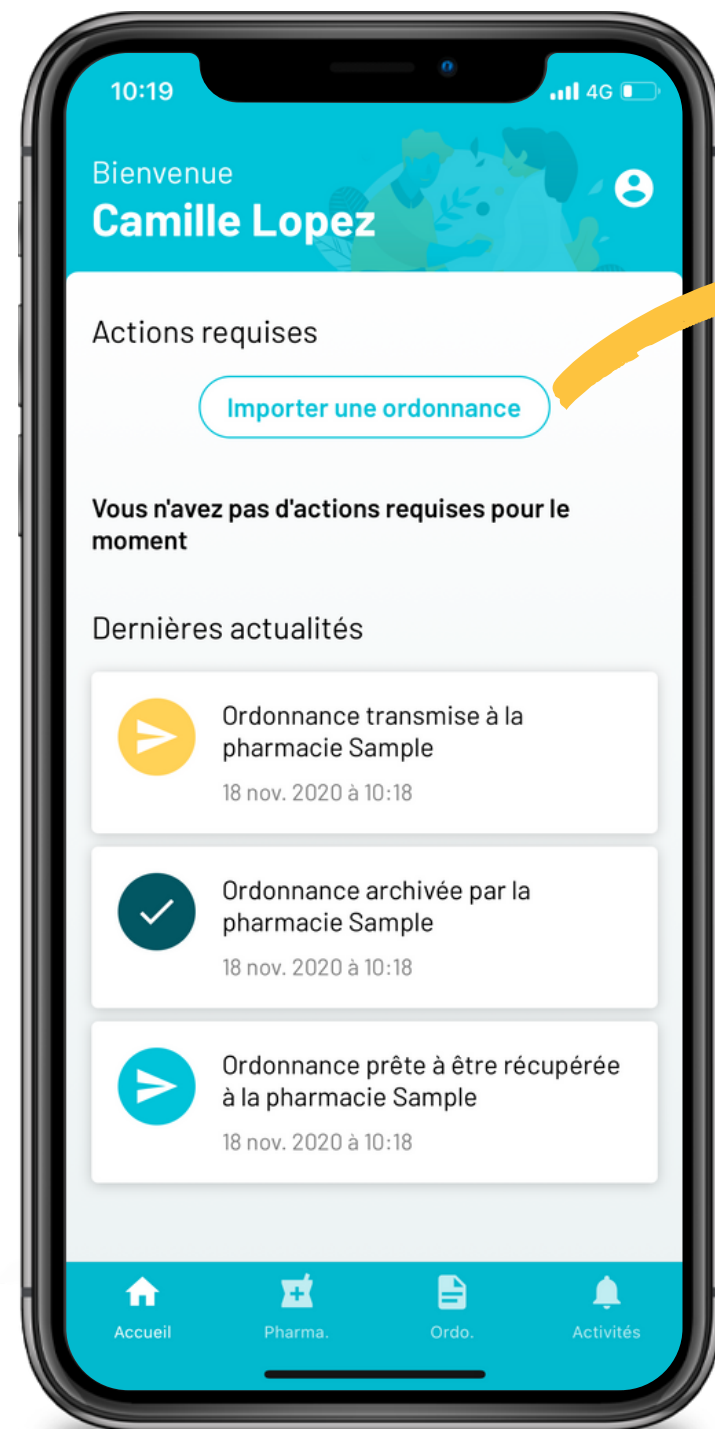 10:19
4G
Bienvenue
Camille Lopez
Actions requises
Importer une ordonnance
Vous n'avez pas d'actions requises pour le
moment
Dernières actualités
Ordonnance transmise à la
pharmacie Sample
18 nov. 2020 à 10:18
Ordonnance archivée par la
pharmacie Sample
18 nov. 2020 à 10:18
Ordonnance prête à être récupérée
à la pharmacie Sample
18 nov. 2020 à 10:18
Accueil
Pharma.
Ordo.
Activités